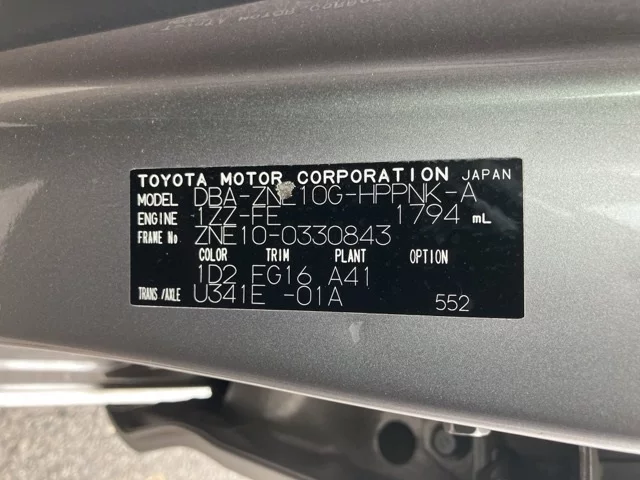 TOYOTA MOTOR CORPORATION JAPAN
MODEL DBA-ZNE10G-HPPNK-A
ENGINE 1ZZ-FE 1794 mL
FRAME No ZNE10-0330843
COLOR TRIM PLANT OPTION
1D2 FG16 A41
TRANS/AXLE U341E -01A 552